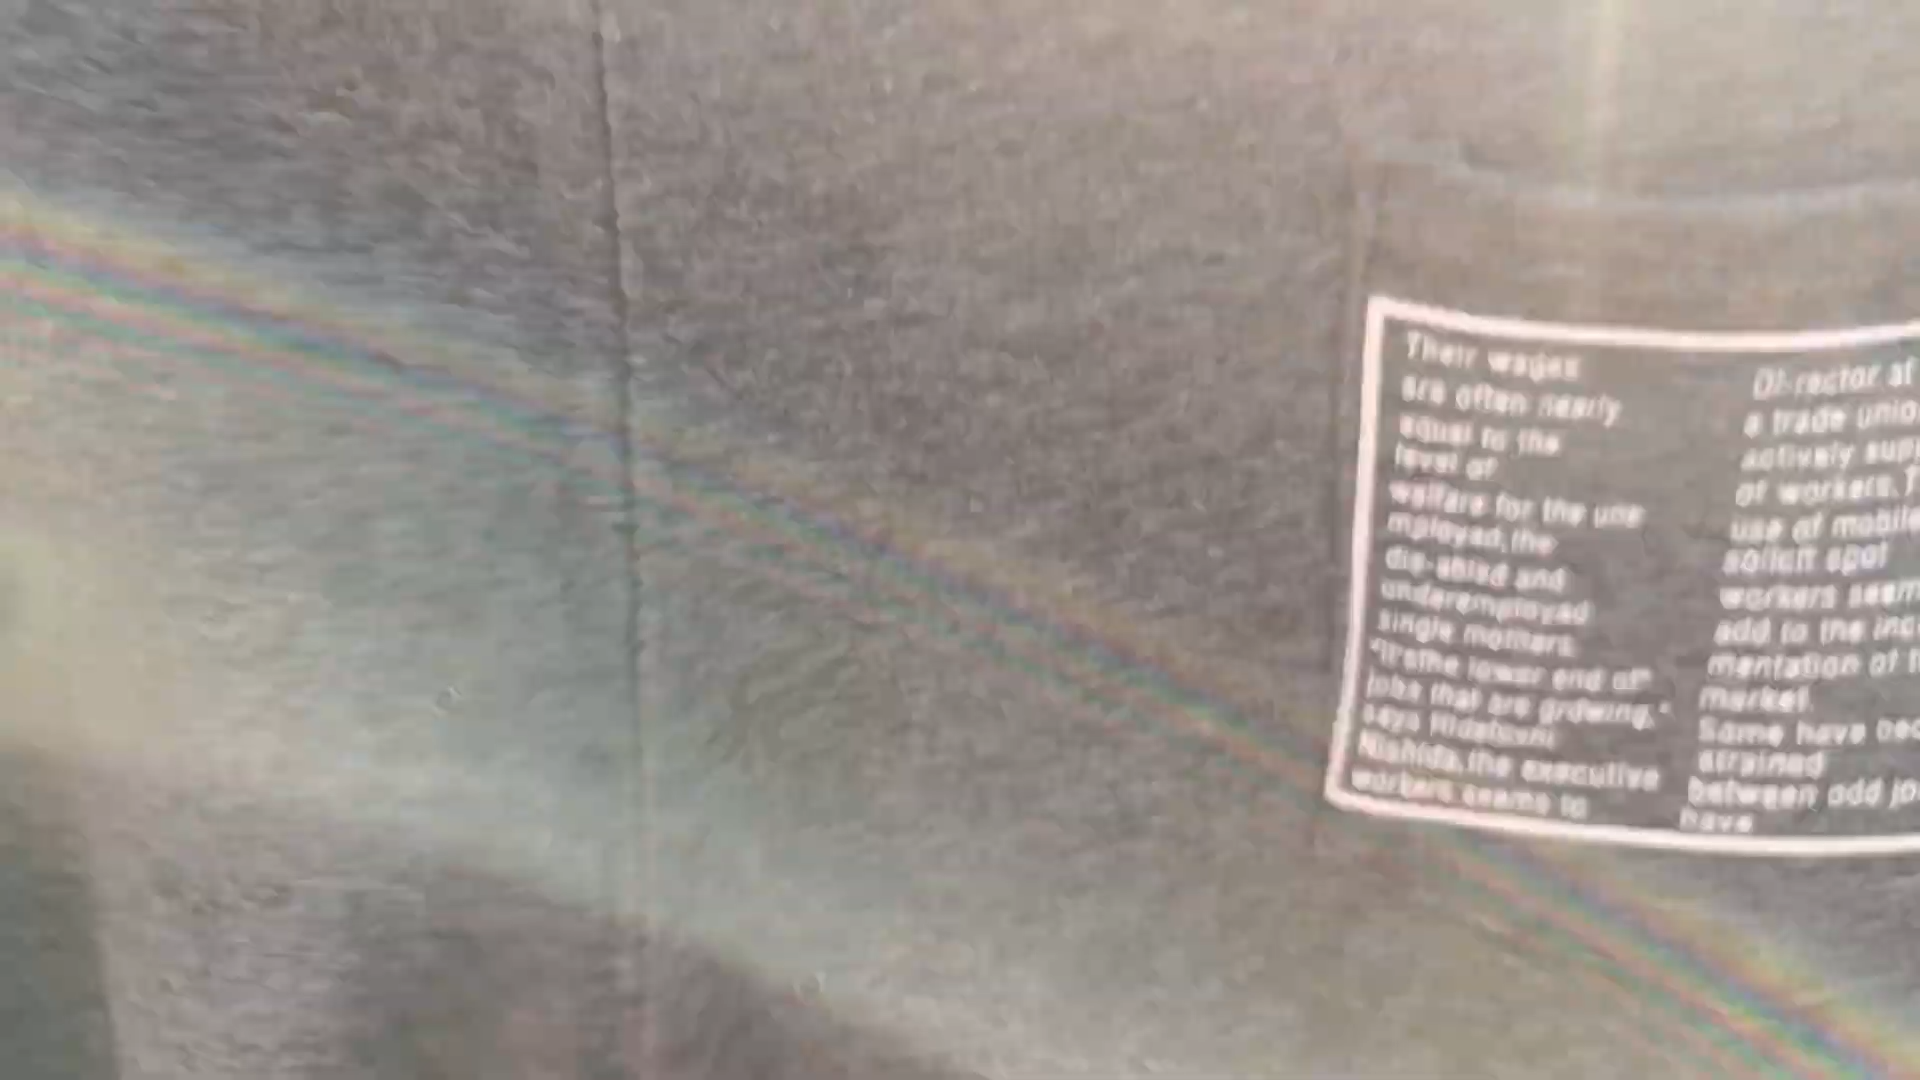 Their wages
are often nearly
equal to the
level of
welfare for the une
mployed,the
dis-abled and
underemployed
single mothers.
"It'sthe lower end of"
jobs that are growing,"
says
Nishida,the executive
workers seems to
Di-rector at
a trade unio
actively supp
of workers.T
use of mobile
solicit spot
workers seem
add to the inc
mentation of t
market.
Some have bec
strained
between odd jo
have